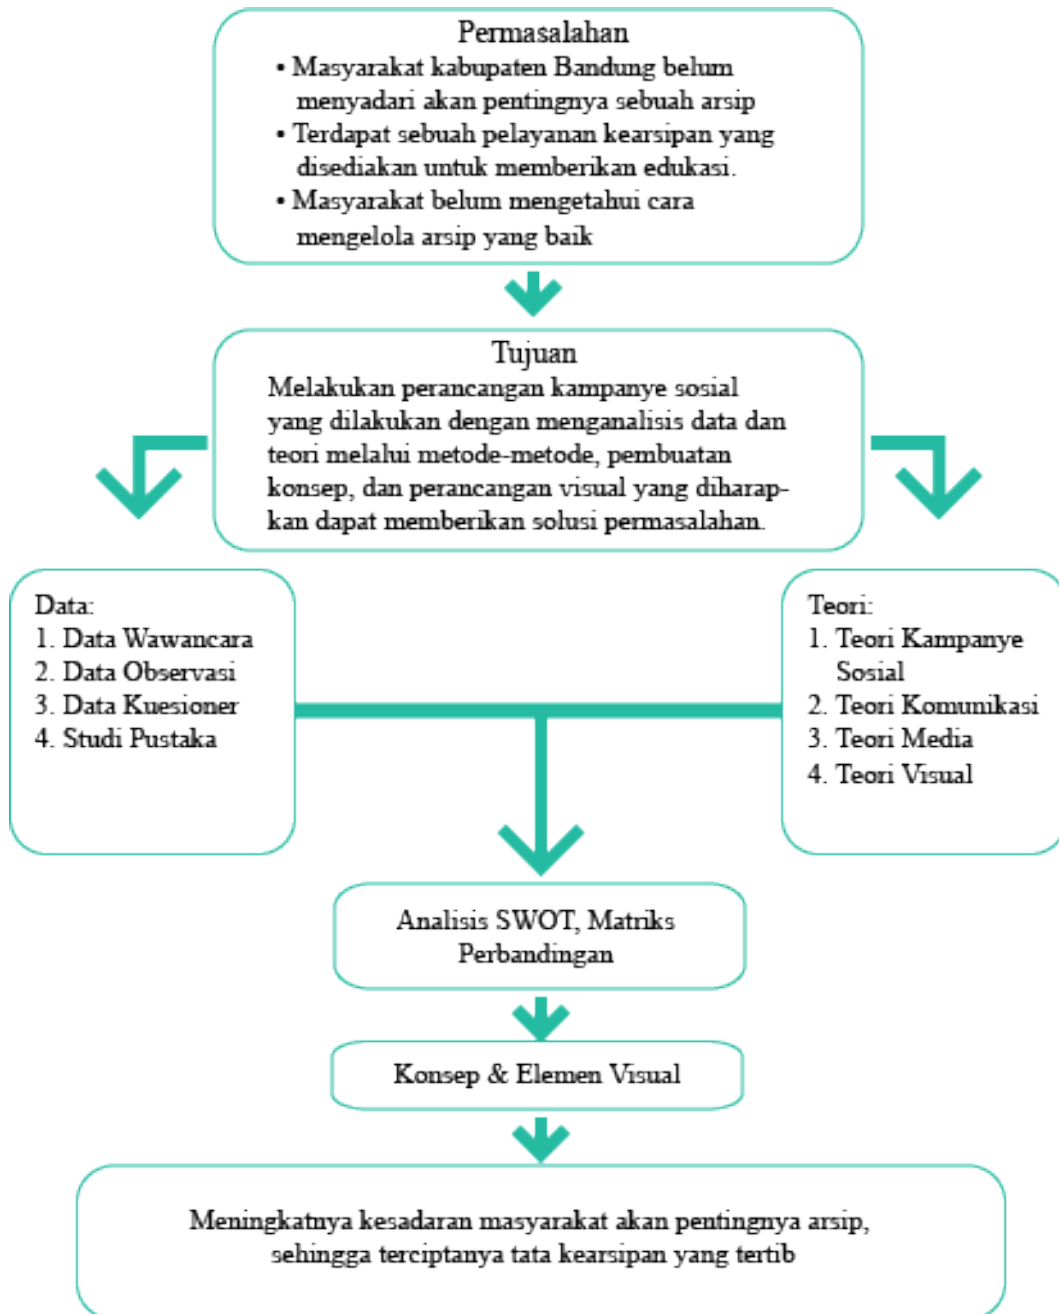 Permasalahan
• Masyarakat kabupaten Bandung belum
menyadari akan pentingnya sebuah arsip
• Terdapat sebuah pelayanan kearsipan yang
disediakan untuk memberikan edukasi.
• Masyarakat belum mengetahui cara
mengelola arsip yang baik
Tujuan
Melakukan perancangan kampanye sosial
yang dilakukan dengan menganalisis data dan
teori melalui metode-metode, pembuatan
konsep, dan perancangan visual yang diharap-
kan dapat memberikan solusi permasalahan.
Data:
1. Data Wawancara
2. Data Observasi
3. Data Kuesioner
4. Studi Pustaka
Teori:
1. Teori Kampanye
Sosial
2. Teori Komunikasi
3. Teori Media
4. Teori Visual
Analisis SWOT, Matriks
Perbandingan
Konsep & Elemen Visual
Meningkatnya kesadaran masyarakat akan pentingnya arsip,
sehingga terciptanya tata kearsipan yang tertib